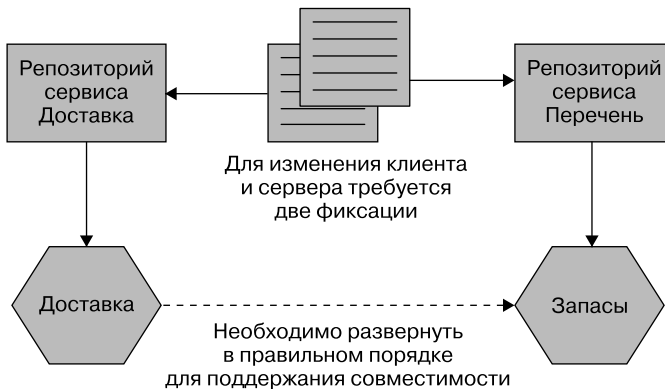 Репозиторий
сервиса
Доставка
Репозиторий
сервиса
Перечень
Для изменения клиента
и сервера требуется
две фиксации
Доставка
Запасы
Необходимо развернуть
в правильном порядке
для поддержания совместимости